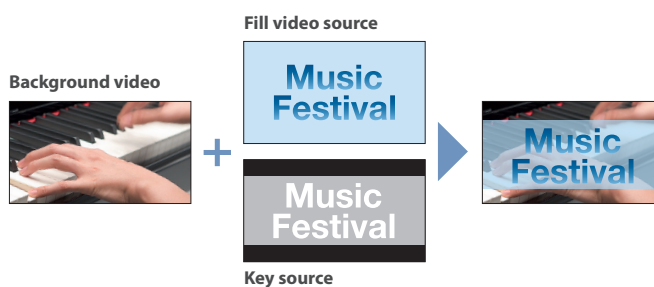 Fill video source
Background video
Music
Festival
Music
Festival
Key source
Music
Festival